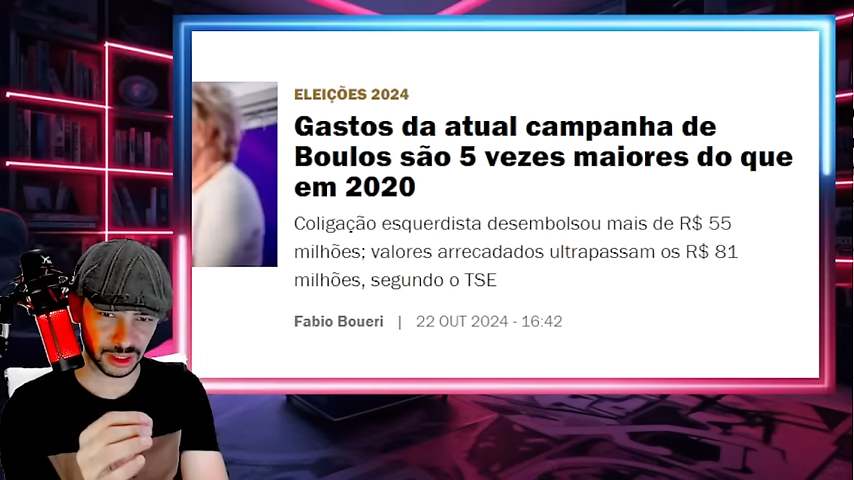 ELEIÇÕES 2024
Gastos da atual campanha de
Boulos são 5 vezes maiores do que
em 2020
Coligação esquerdista desembolsou mais de R$ 55
milhões; valores arrecadados ultrapassam os R$ 81
milhões, segundo o TSE
Fabio Boueri | 22 OUT 2024 - 16:42